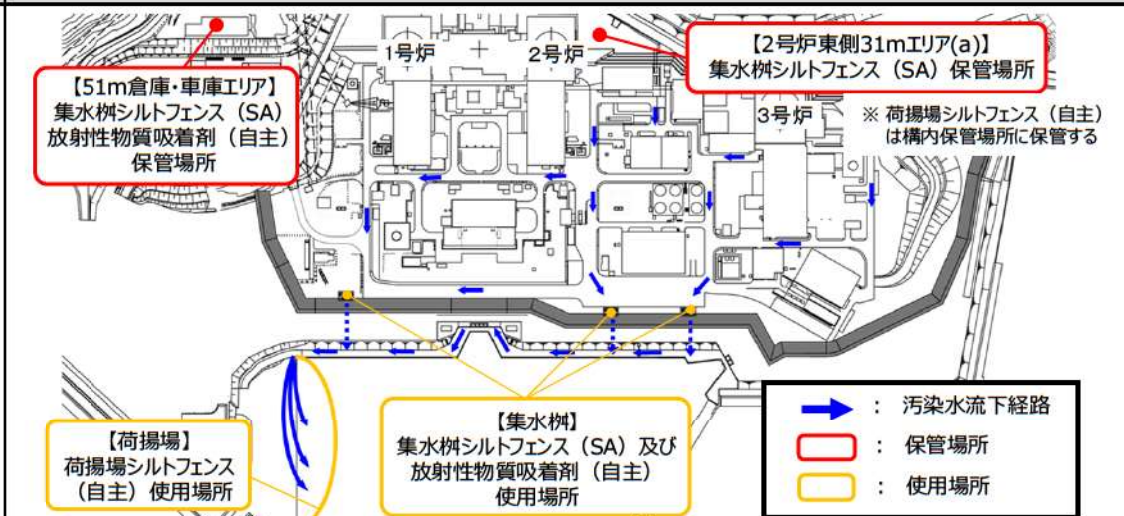 1号炉
2号炉
3号炉
【51m倉庫・車庫エリア】
集水桝シルトフェンス（SA）
放射性物質吸着剤（自主）
保管場所
【2号炉東側31mエリア(a)】
集水桝シルトフェンス（SA）保管場所
※ 荷揚場シルトフェンス（自主）
は構内保管場所に保管する
【荷揚場】
荷揚場シルトフェンス
（自主）使用場所
【集水桝】
集水桝シルトフェンス（SA）及び
放射性物質吸着剤（自主）
使用場所
： 汚染水流下経路
： 保管場所
： 使用場所